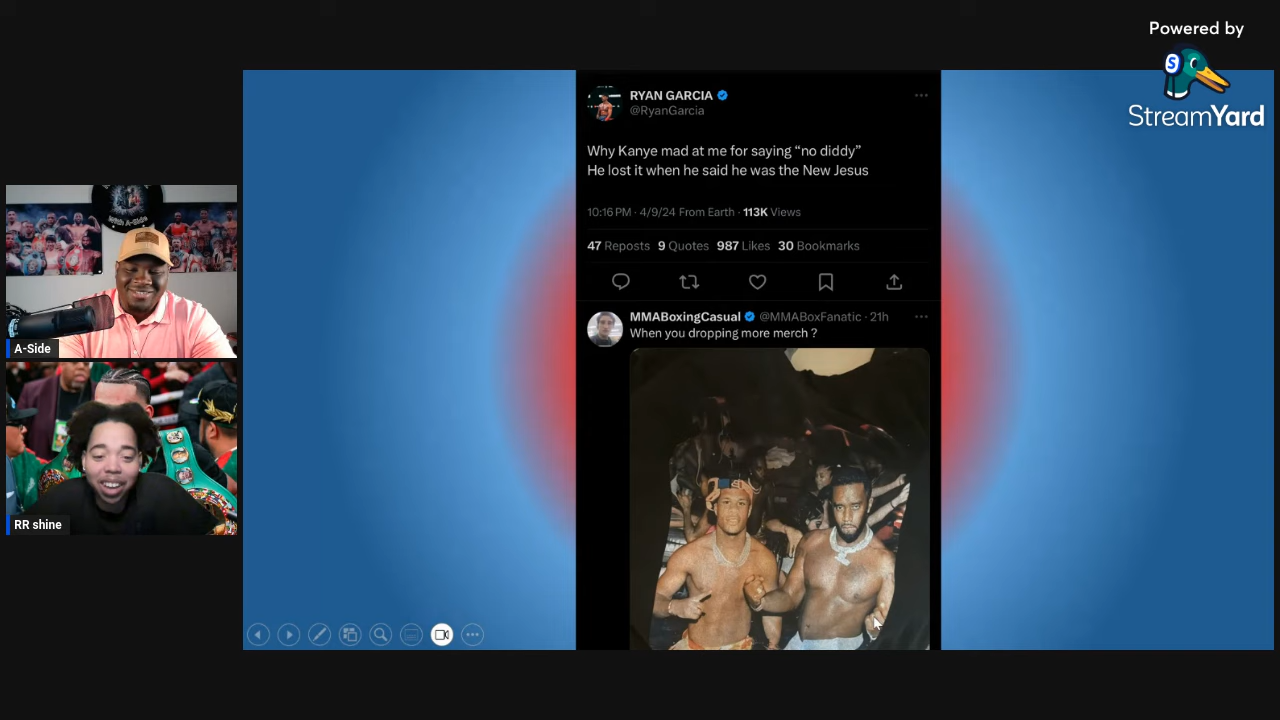 Powered by
StreamYard
RYAN GARCIA
@RyanGarcia
Why Kanye mad at me for saying “no diddy”
He lost it when he said he was the New Jesus
10:16 PM · 4/9/24 From Earth · 113K Views
47 Reposts 9 Quotes 987 Likes 30 Bookmarks
MMABoxingCasual @MMABoxFanatic · 21h
When you dropping more merch ?
With A-Side
A-Side
RR shine